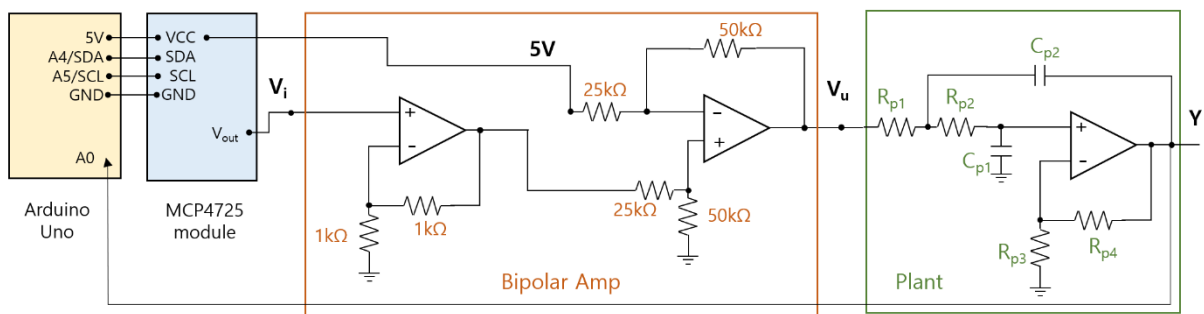 5V
A4/SDA
A5/SCL
GND
A0
Arduino
Uno
VCC
SDA
SCL
GND
Vout
MCP4725
module
Vi
5V
1kΩ
1kΩ
25kΩ
50kΩ
25kΩ
50kΩ
Bipolar Amp
Vu
Rp1
Rp2
Cp2
Cp1
Rp3
Rp4
Y
Plant